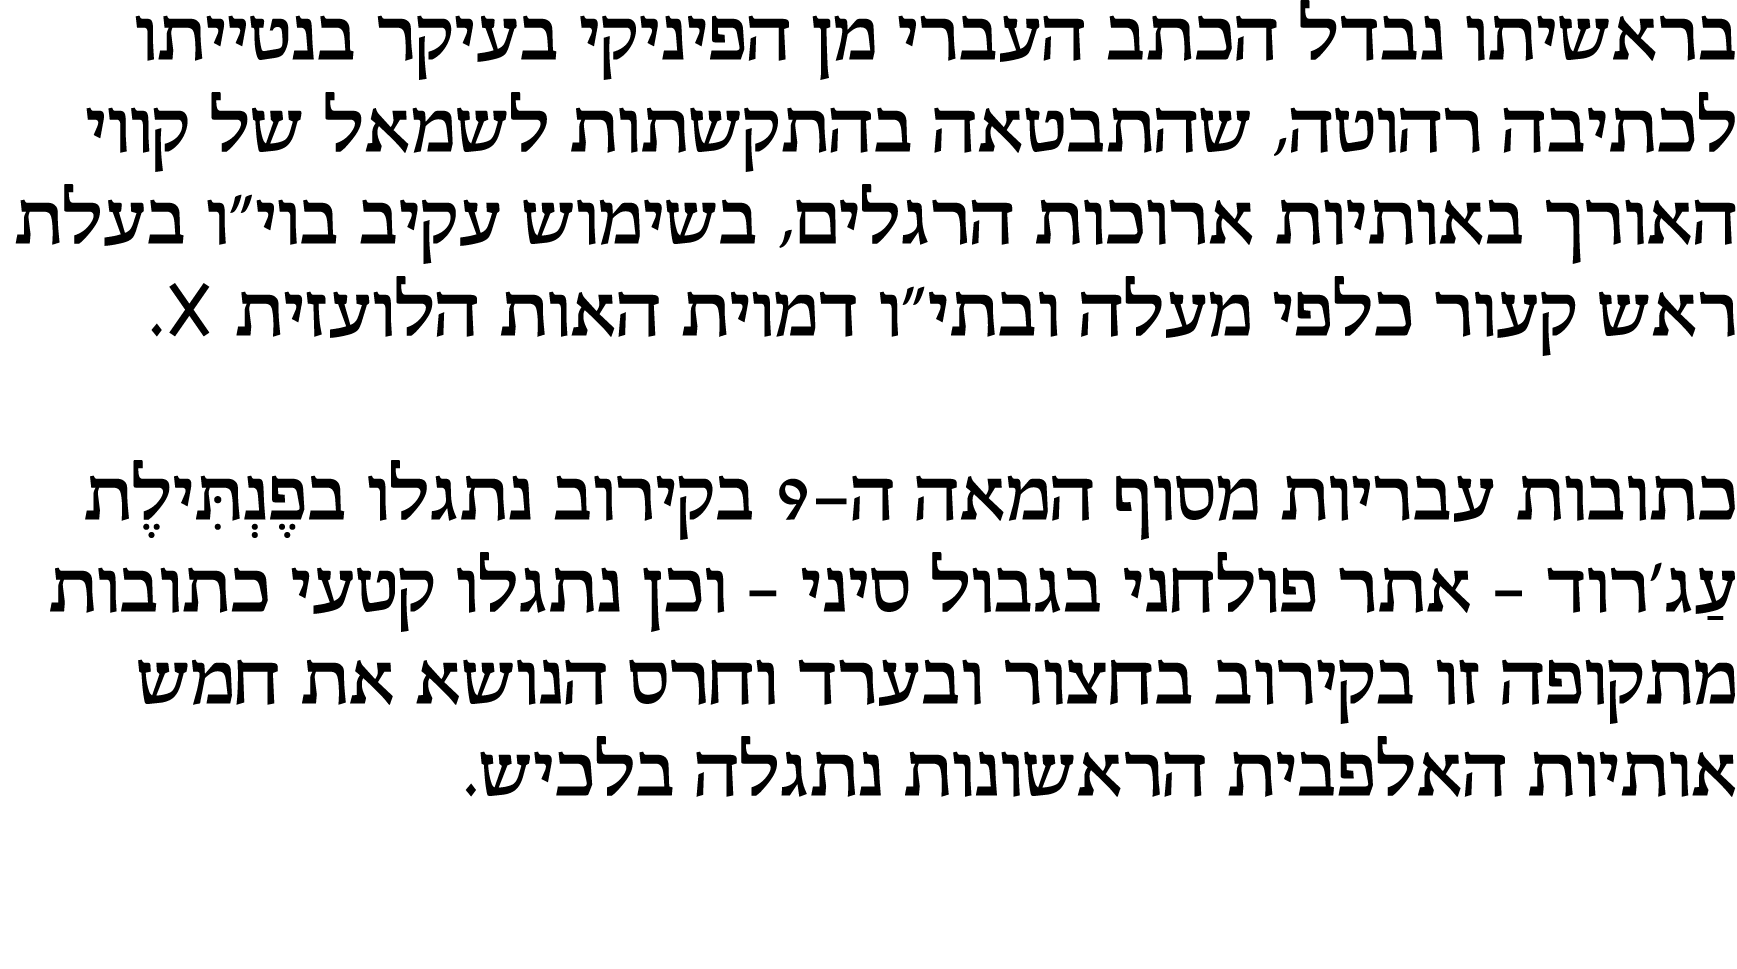 בראשיתו נבדל הכתב העברי מן הפיניקי בעיקר בנטייתו
לכתיבה רהוטה, שהתבטאה בהתקשתות לשמאל של קווי
האורך באותיות ארוכות הרגלים, בשימוש עקיב בוי״ו בעלת
ראש קעור כלפי מעלה ובתי״ו דמוית האות הלועזית X.
כתובות עבריות מסוף המאה ה–9 בקירוב נתגלו בפֶנְתִּילֶת
עַג׳רוד – אתר פולחני בגבול סיני – וכן נתגלו קטעי כתובות
מתקופה זו בקירוב בחצור ובערד וחרס הנושא את חמש
אותיות האלפבית הראשונות נתגלה בלכיש.